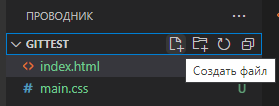 ПРОВОДНИК
GITTEST
index.html
Создать файл
main.css
U